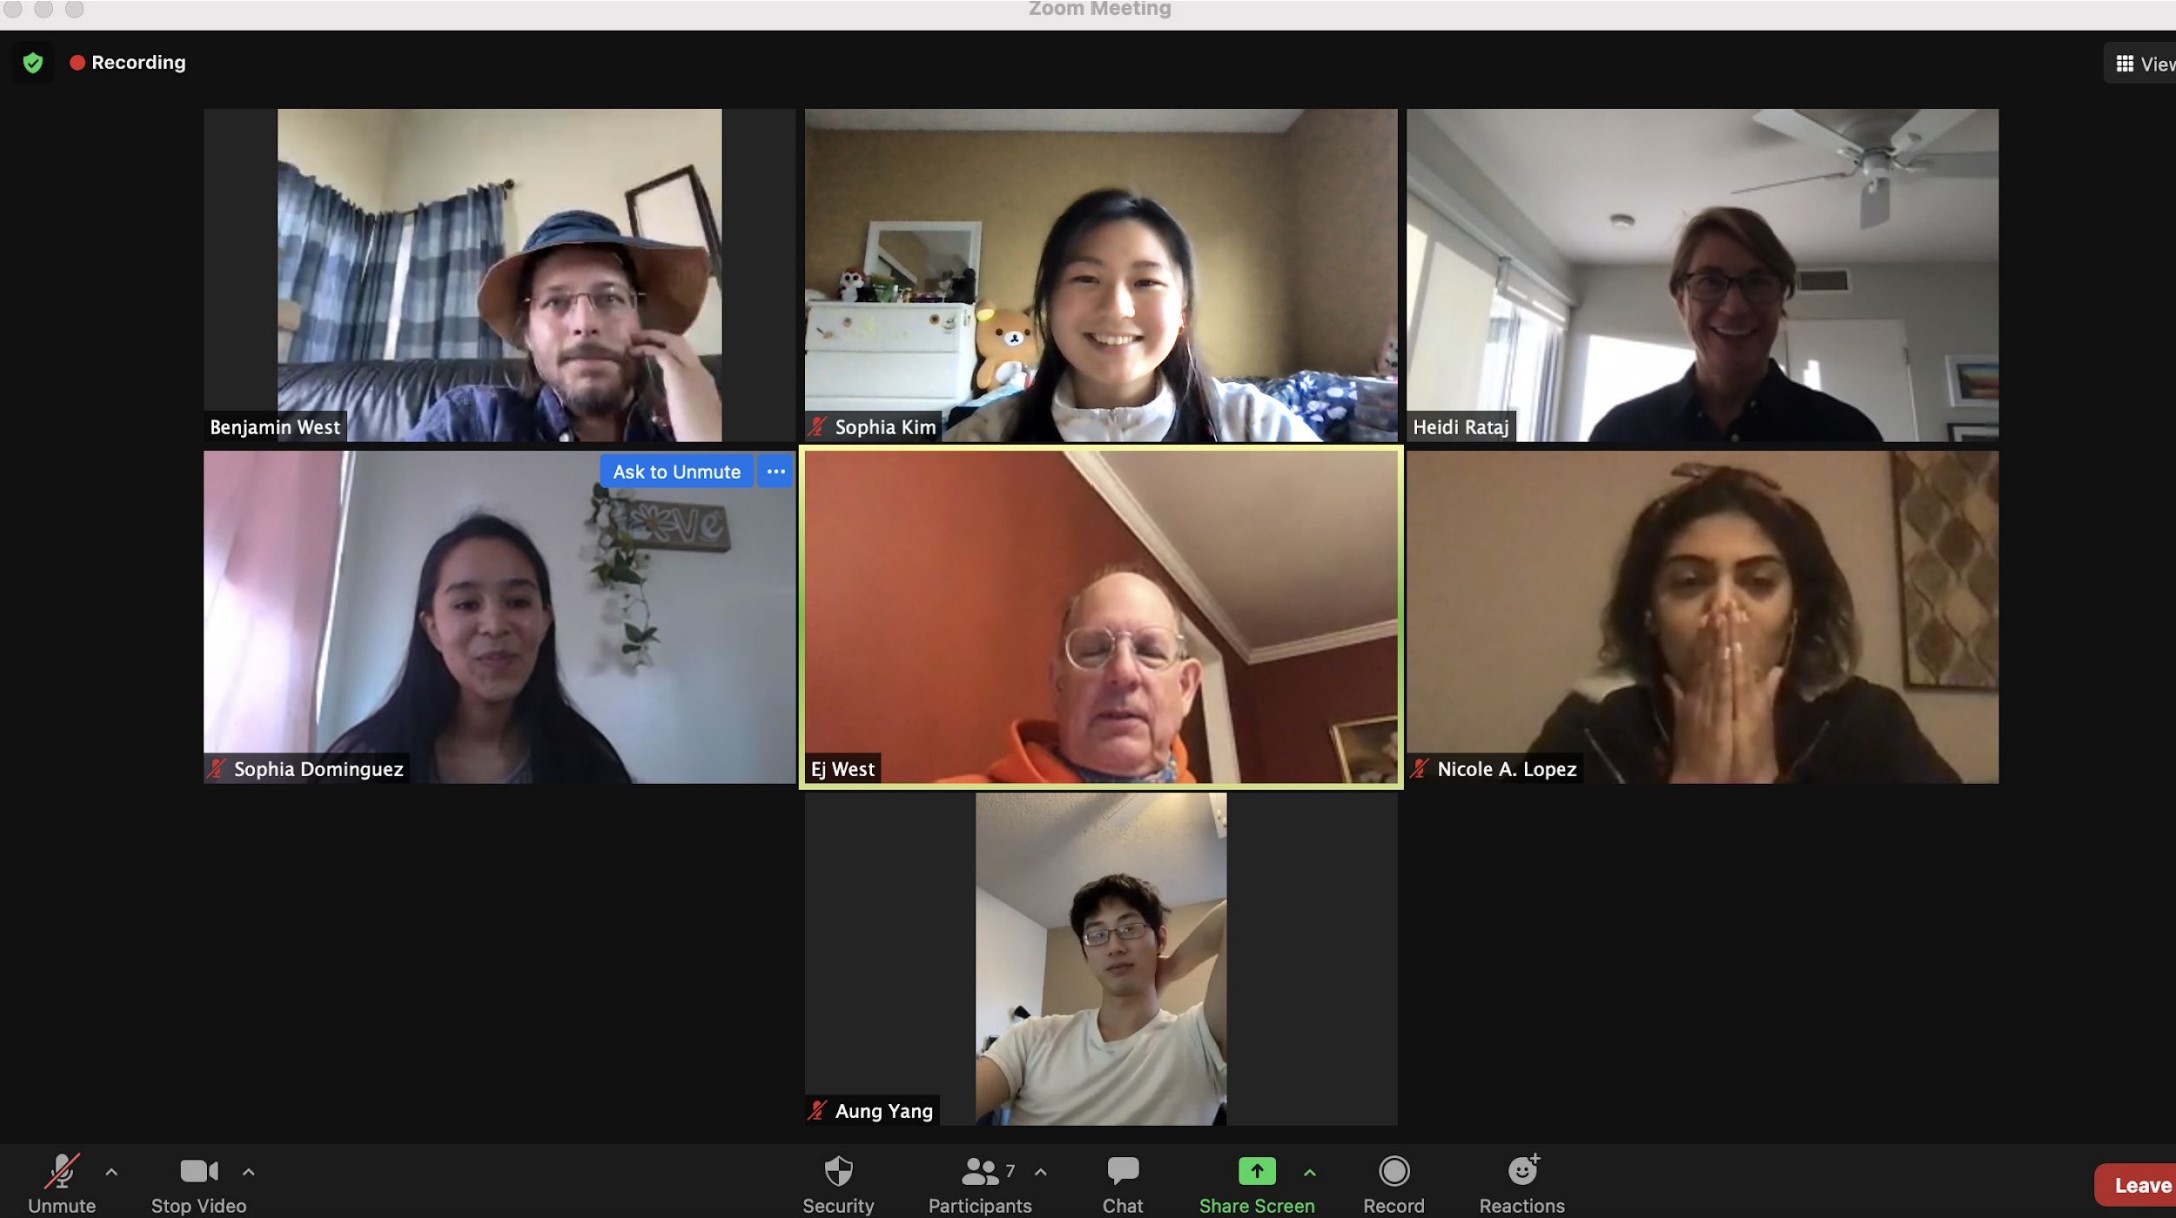 Zoom Meeting
Recording
View
Benjamin West
Sophia Kim
Heidi Rataj
Ask to Unmute ...
Sophia Dominguez
Ej West
Nicole A. Lopez
Aung Yang
7
Unmute
Stop Video
Security
Participants
Chat
Share Screen
Record
Reactions
Leave